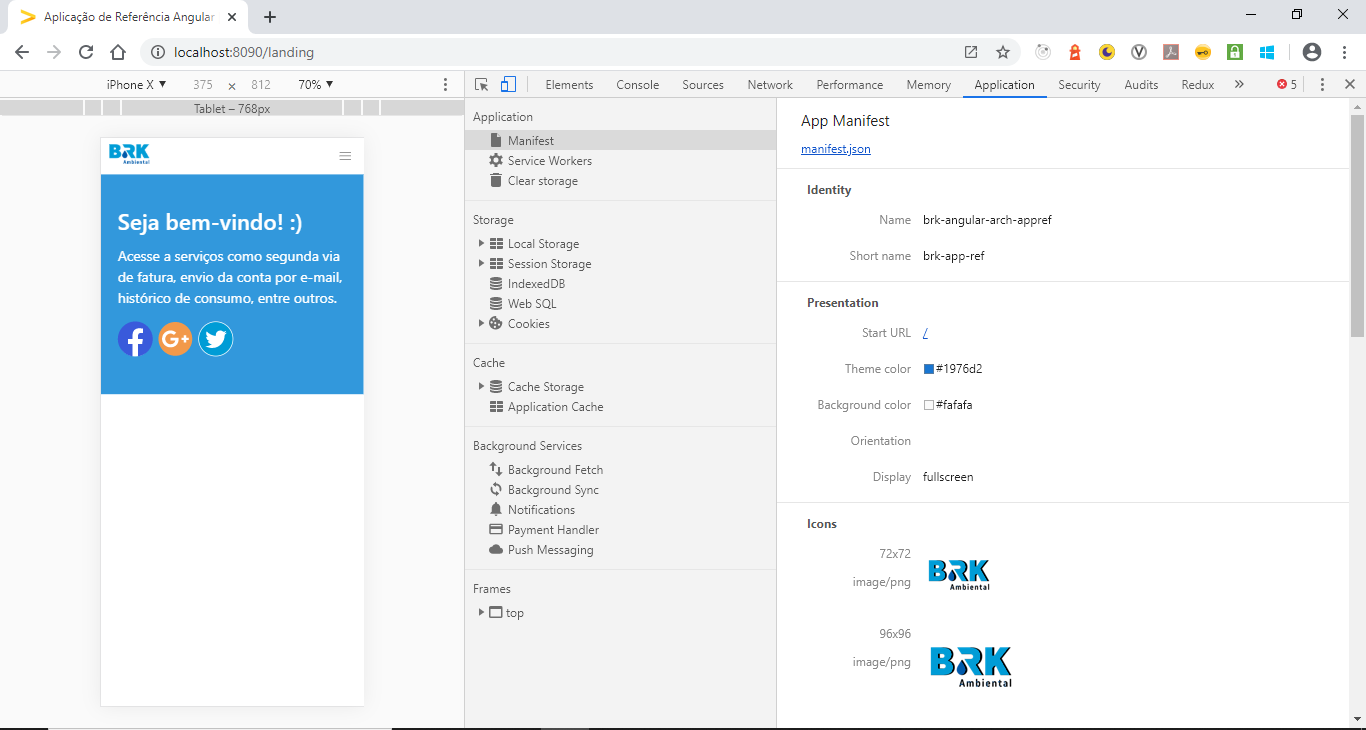 Aplicação de Referência Angular
localhost:8090/landing
iPhone X ▼ 375 × 812 70% ▼
Tablet – 768px
BRK
Ambiental
Seja bem-vindo! :)
Acesse a serviços como segunda via
de fatura, envio da conta por e-mail,
histórico de consumo, entre outros.
f G+
Elements Console Sources Network Performance Memory Application Security Audits Redux » 5
Application
Manifest
Service Workers
Clear storage
Storage
Local Storage
Session Storage
IndexedDB
Web SQL
Cookies
Cache
Cache Storage
Application Cache
Background Services
Background Fetch
Background Sync
Notifications
Payment Handler
Push Messaging
Frames
top
App Manifest
manifest.json
Identity
Name brk-angular-arch-appref
Short name brk-app-ref
Presentation
Start URL /
Theme color #1976d2
Background color #fafafa
Orientation
Display fullscreen
Icons
72x72
image/png
BRK
Ambiental
96x96
image/png
BRK
Ambiental